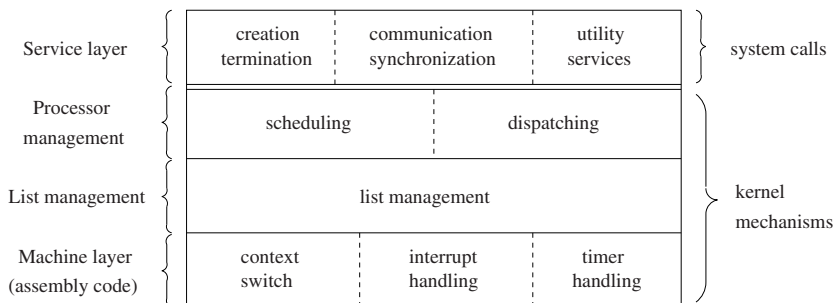 Service layer
creation
termination
communication
synchronization
utility
services
system calls
Processor
management
scheduling
dispatching
List management
list management
kernel
mechanisms
Machine layer
(assembly code)
context
switch
interrupt
handling
timer
handling